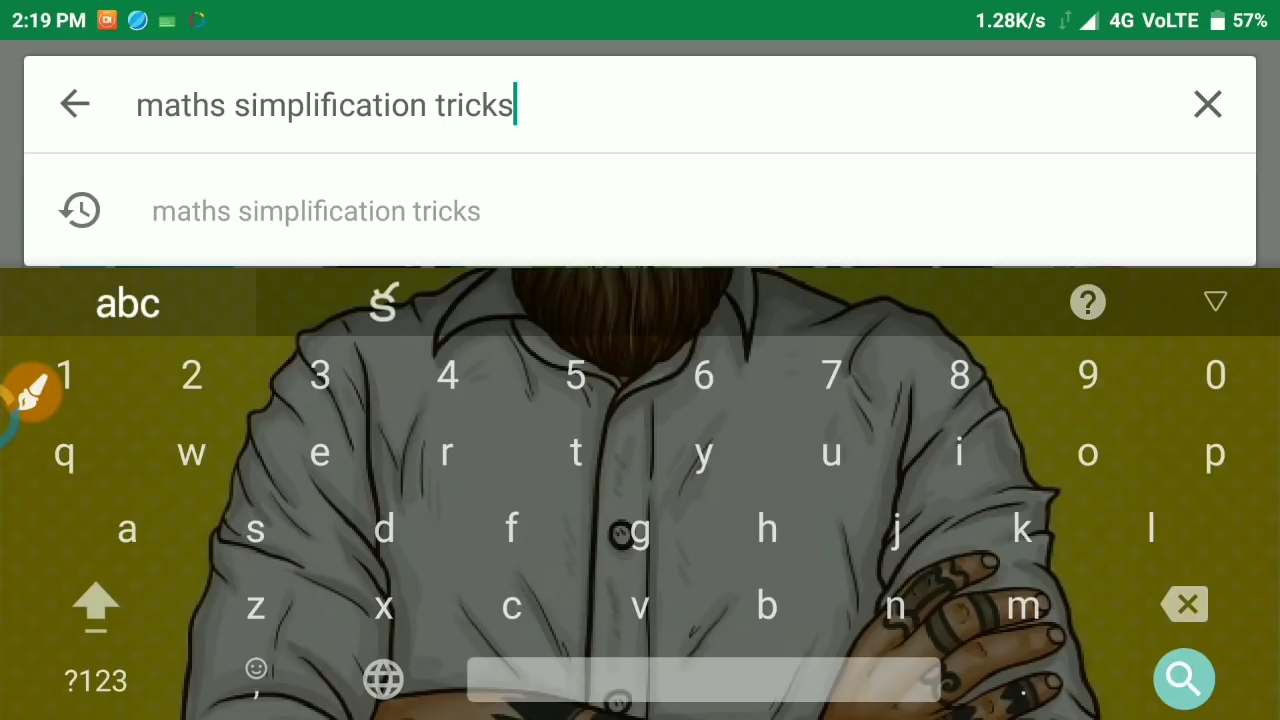 2:19 PM 1.28K/s 4G VoLTE 57%
maths simplification tricks
maths simplification tricks
abc క ?
1 2 3 4 5 6 7 8 9 0
q w e r t y u i o p
a s d f g h j k l
z x c v b n m
?123 , .